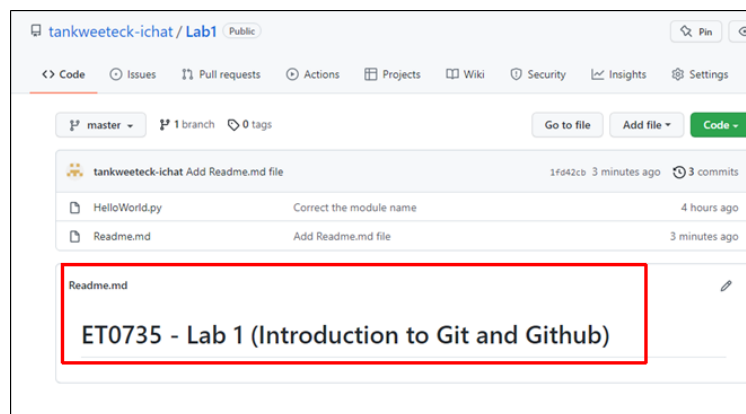 tankweeteck-ichat / Lab1 Public
Pin
<> Code Issues Pull requests Actions Projects Wiki Security Insights Settings
master 1 branch 0 tags Go to file Add file Code
tankweeteck-ichat Add Readme.md file 1fd42cb 3 minutes ago 3 commits
HelloWorld.py Correct the module name 4 hours ago
Readme.md Add Readme.md file 3 minutes ago
Readme.md
ET0735 - Lab 1 (Introduction to Git and Github)